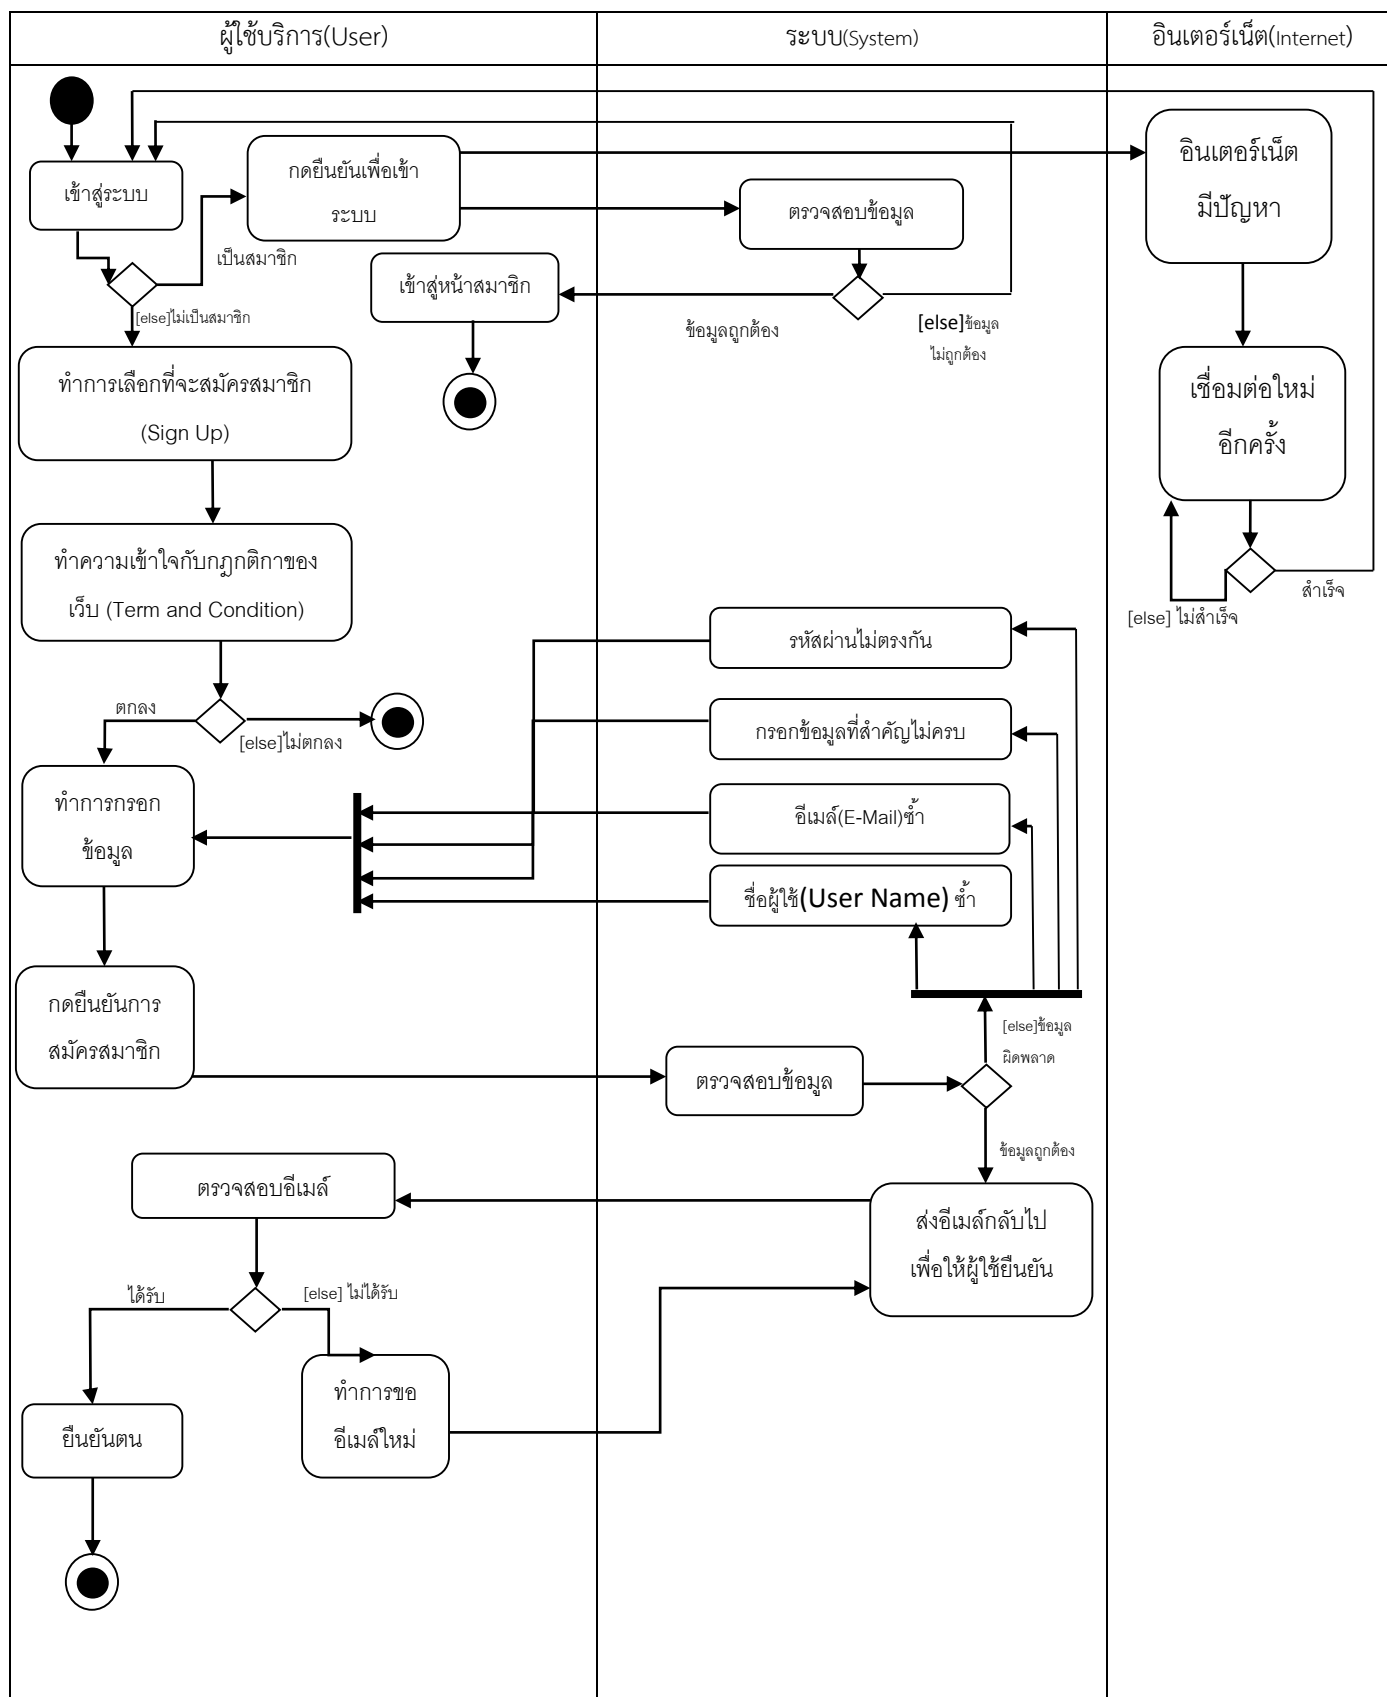 ผู้ใช้บริการ(User)
ระบบ(System)
อินเตอร์เน็ต(Internet)
เข้าสู่ระบบ
กดยืนยันเพื่อเข้า
ระบบ
ตรวจสอบข้อมูล
อินเตอร์เน็ต
มีปัญหา
เป็นสมาชิก
[else]ไม่เป็นสมาชิก
เข้าสู่หน้าสมาชิก
ข้อมูลถูกต้อง
[else]ข้อมูล
ไม่ถูกต้อง
ทำการเลือกที่จะสมัครสมาชิก
(Sign Up)
เชื่อมต่อใหม่
อีกครั้ง
ทำความเข้าใจกับกฎกติกาของ
เว็บ (Term and Condition)
สำเร็จ
[else] ไม่สำเร็จ
รหัสผ่านไม่ตรงกัน
ตกลง
[else]ไม่ตกลง
กรอกข้อมูลที่สำคัญไม่ครบ
ทำการกรอก
ข้อมูล
อีเมล์(E-Mail)ซ้ำ
ชื่อผู้ใช้(User Name) ซ้ำ
กดยืนยันการ
สมัครสมาชิก
[else]ข้อมูล
ผิดพลาด
ตรวจสอบข้อมูล
ข้อมูลถูกต้อง
ตรวจสอบอีเมล์
ส่งอีเมล์กลับไป
เพื่อให้ผู้ใช้ยืนยัน
ได้รับ
[else] ไม่ได้รับ
ทำการขอ
อีเมล์ใหม่
ยืนยันตน